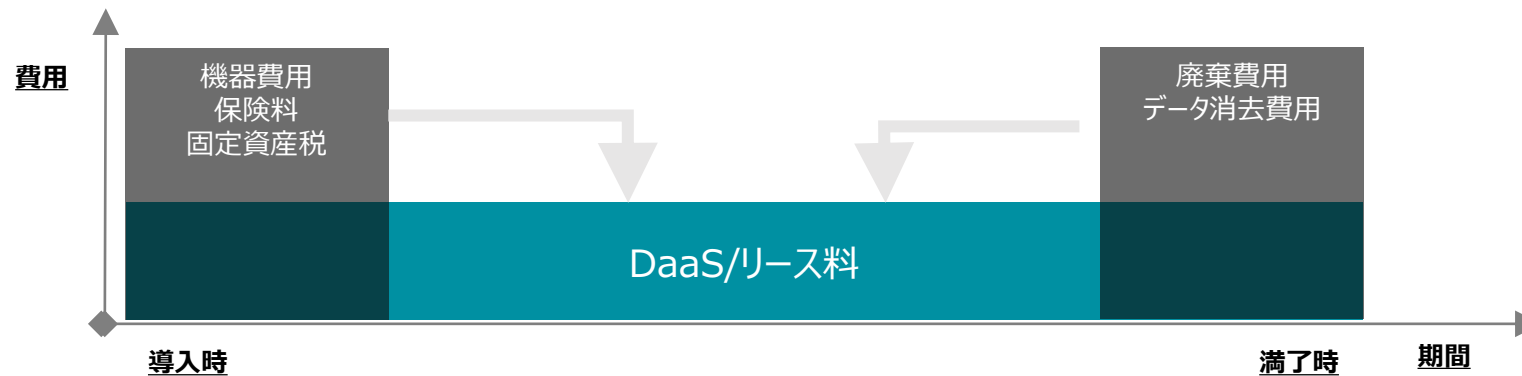 費用
機器費用
保険料
固定資産税
廃棄費用
データ消去費用
DaaS/リース料
導入時
満了時
期間